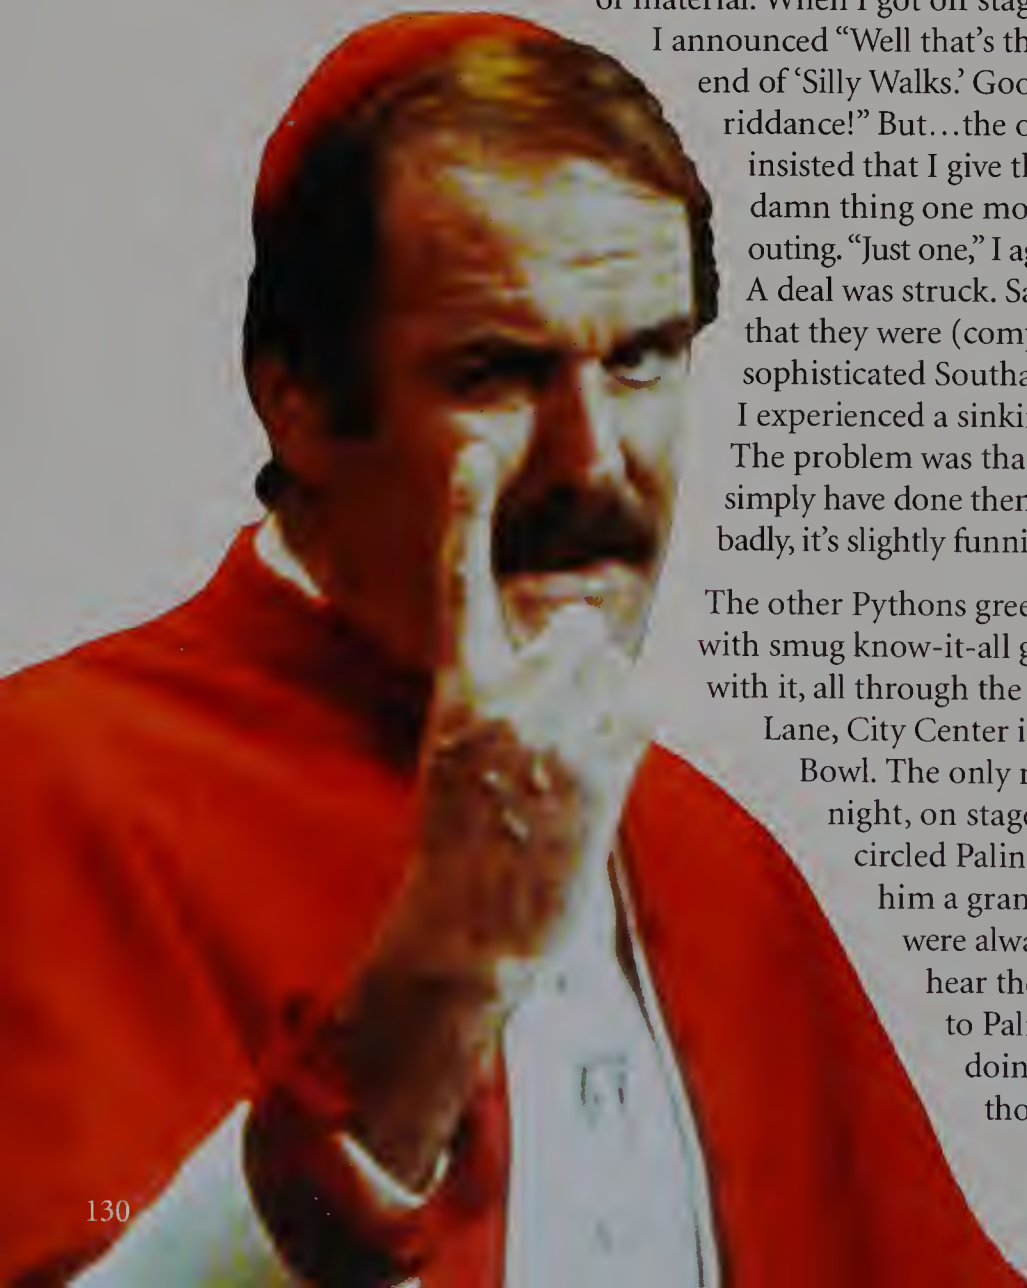 of material. When I got off stag
I announced “Well that’s th
end of ‘Silly Walks.’ Goo
riddance!” But…the o
insisted that I give th
damn thing one mo
outing. “Just one,” I ag
A deal was struck. Sa
that they were (com
sophisticated Southa
I experienced a sinki
The problem was tha
simply have done then
badly, it’s slightly funni
The other Pythons gree
with smug know-it-all g
with it, all through the
Lane, City Center i
Bowl. The only
night, on stage
circled Palin
him a gran
were alwa
hear the
to Pal
doin
tho
130